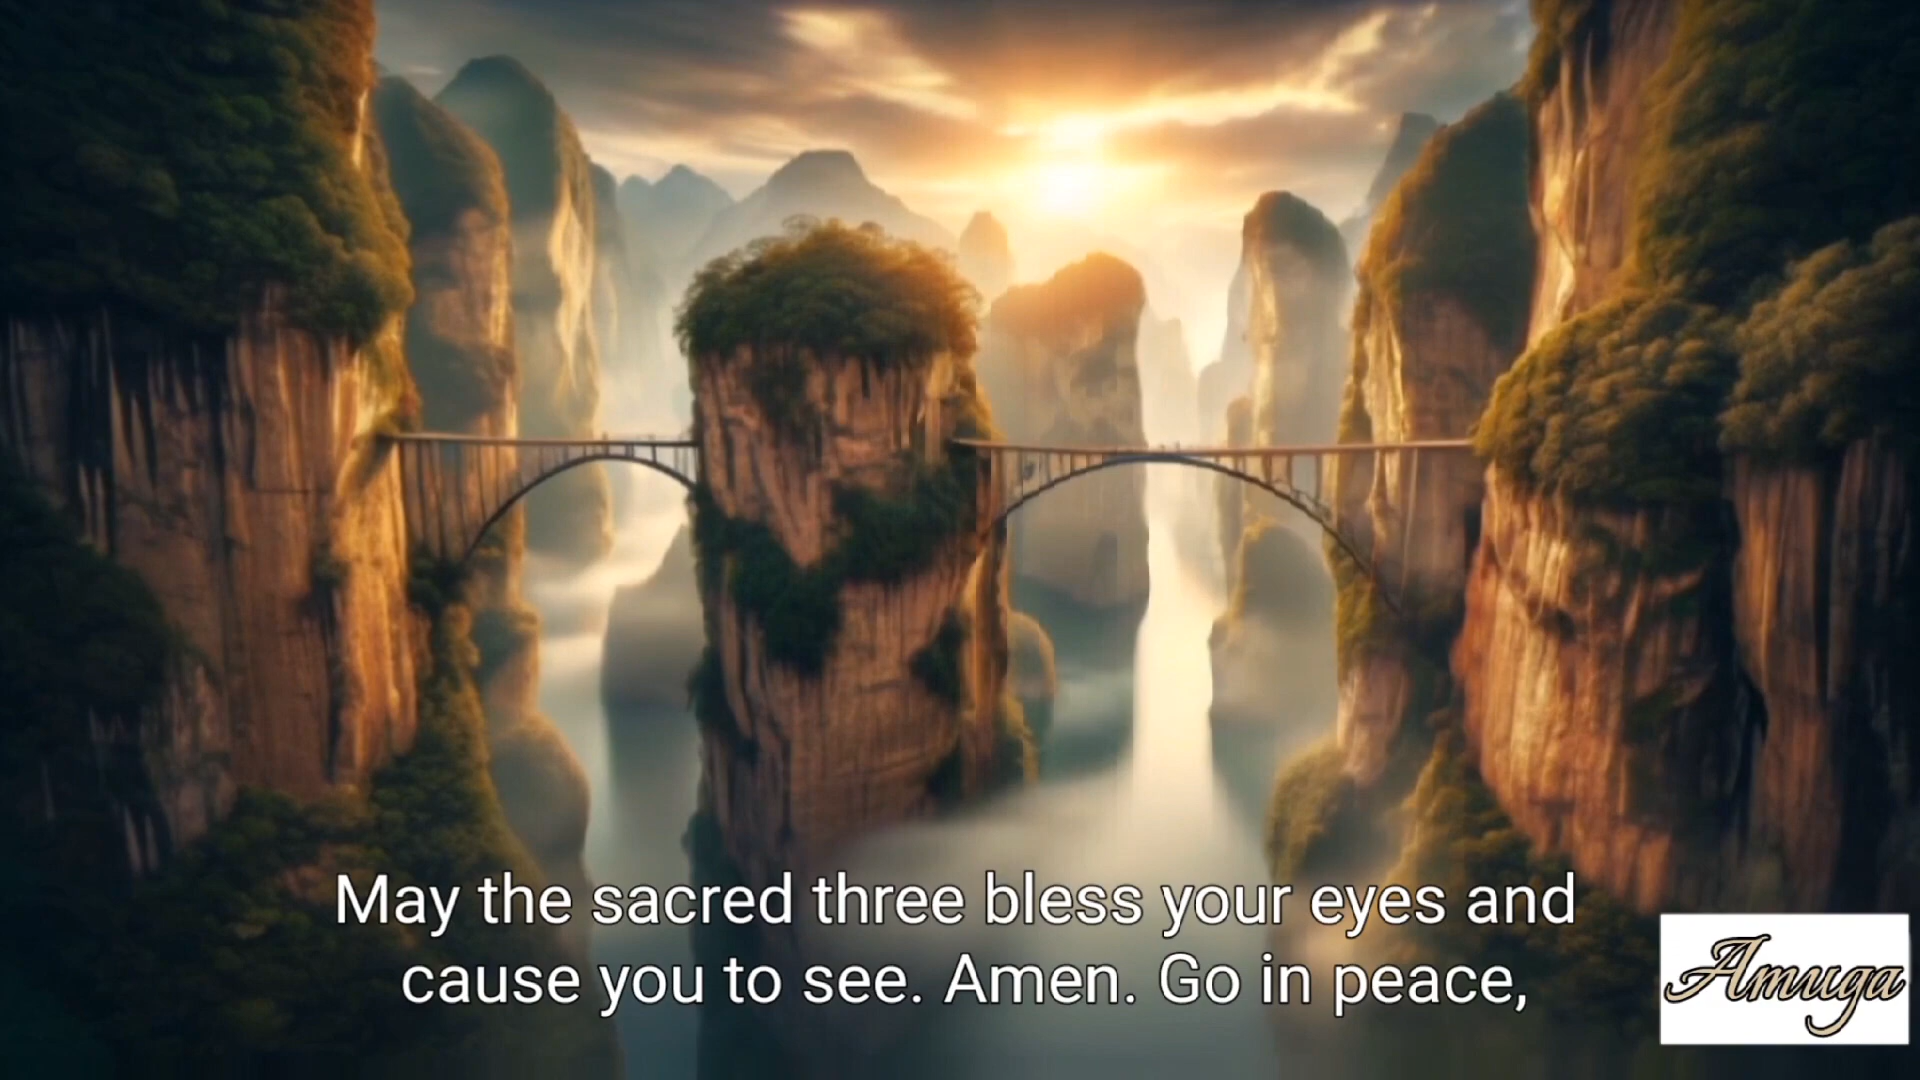 May the sacred three bless your eyes and
cause you to see. Amen. Go in peace,
Amuga